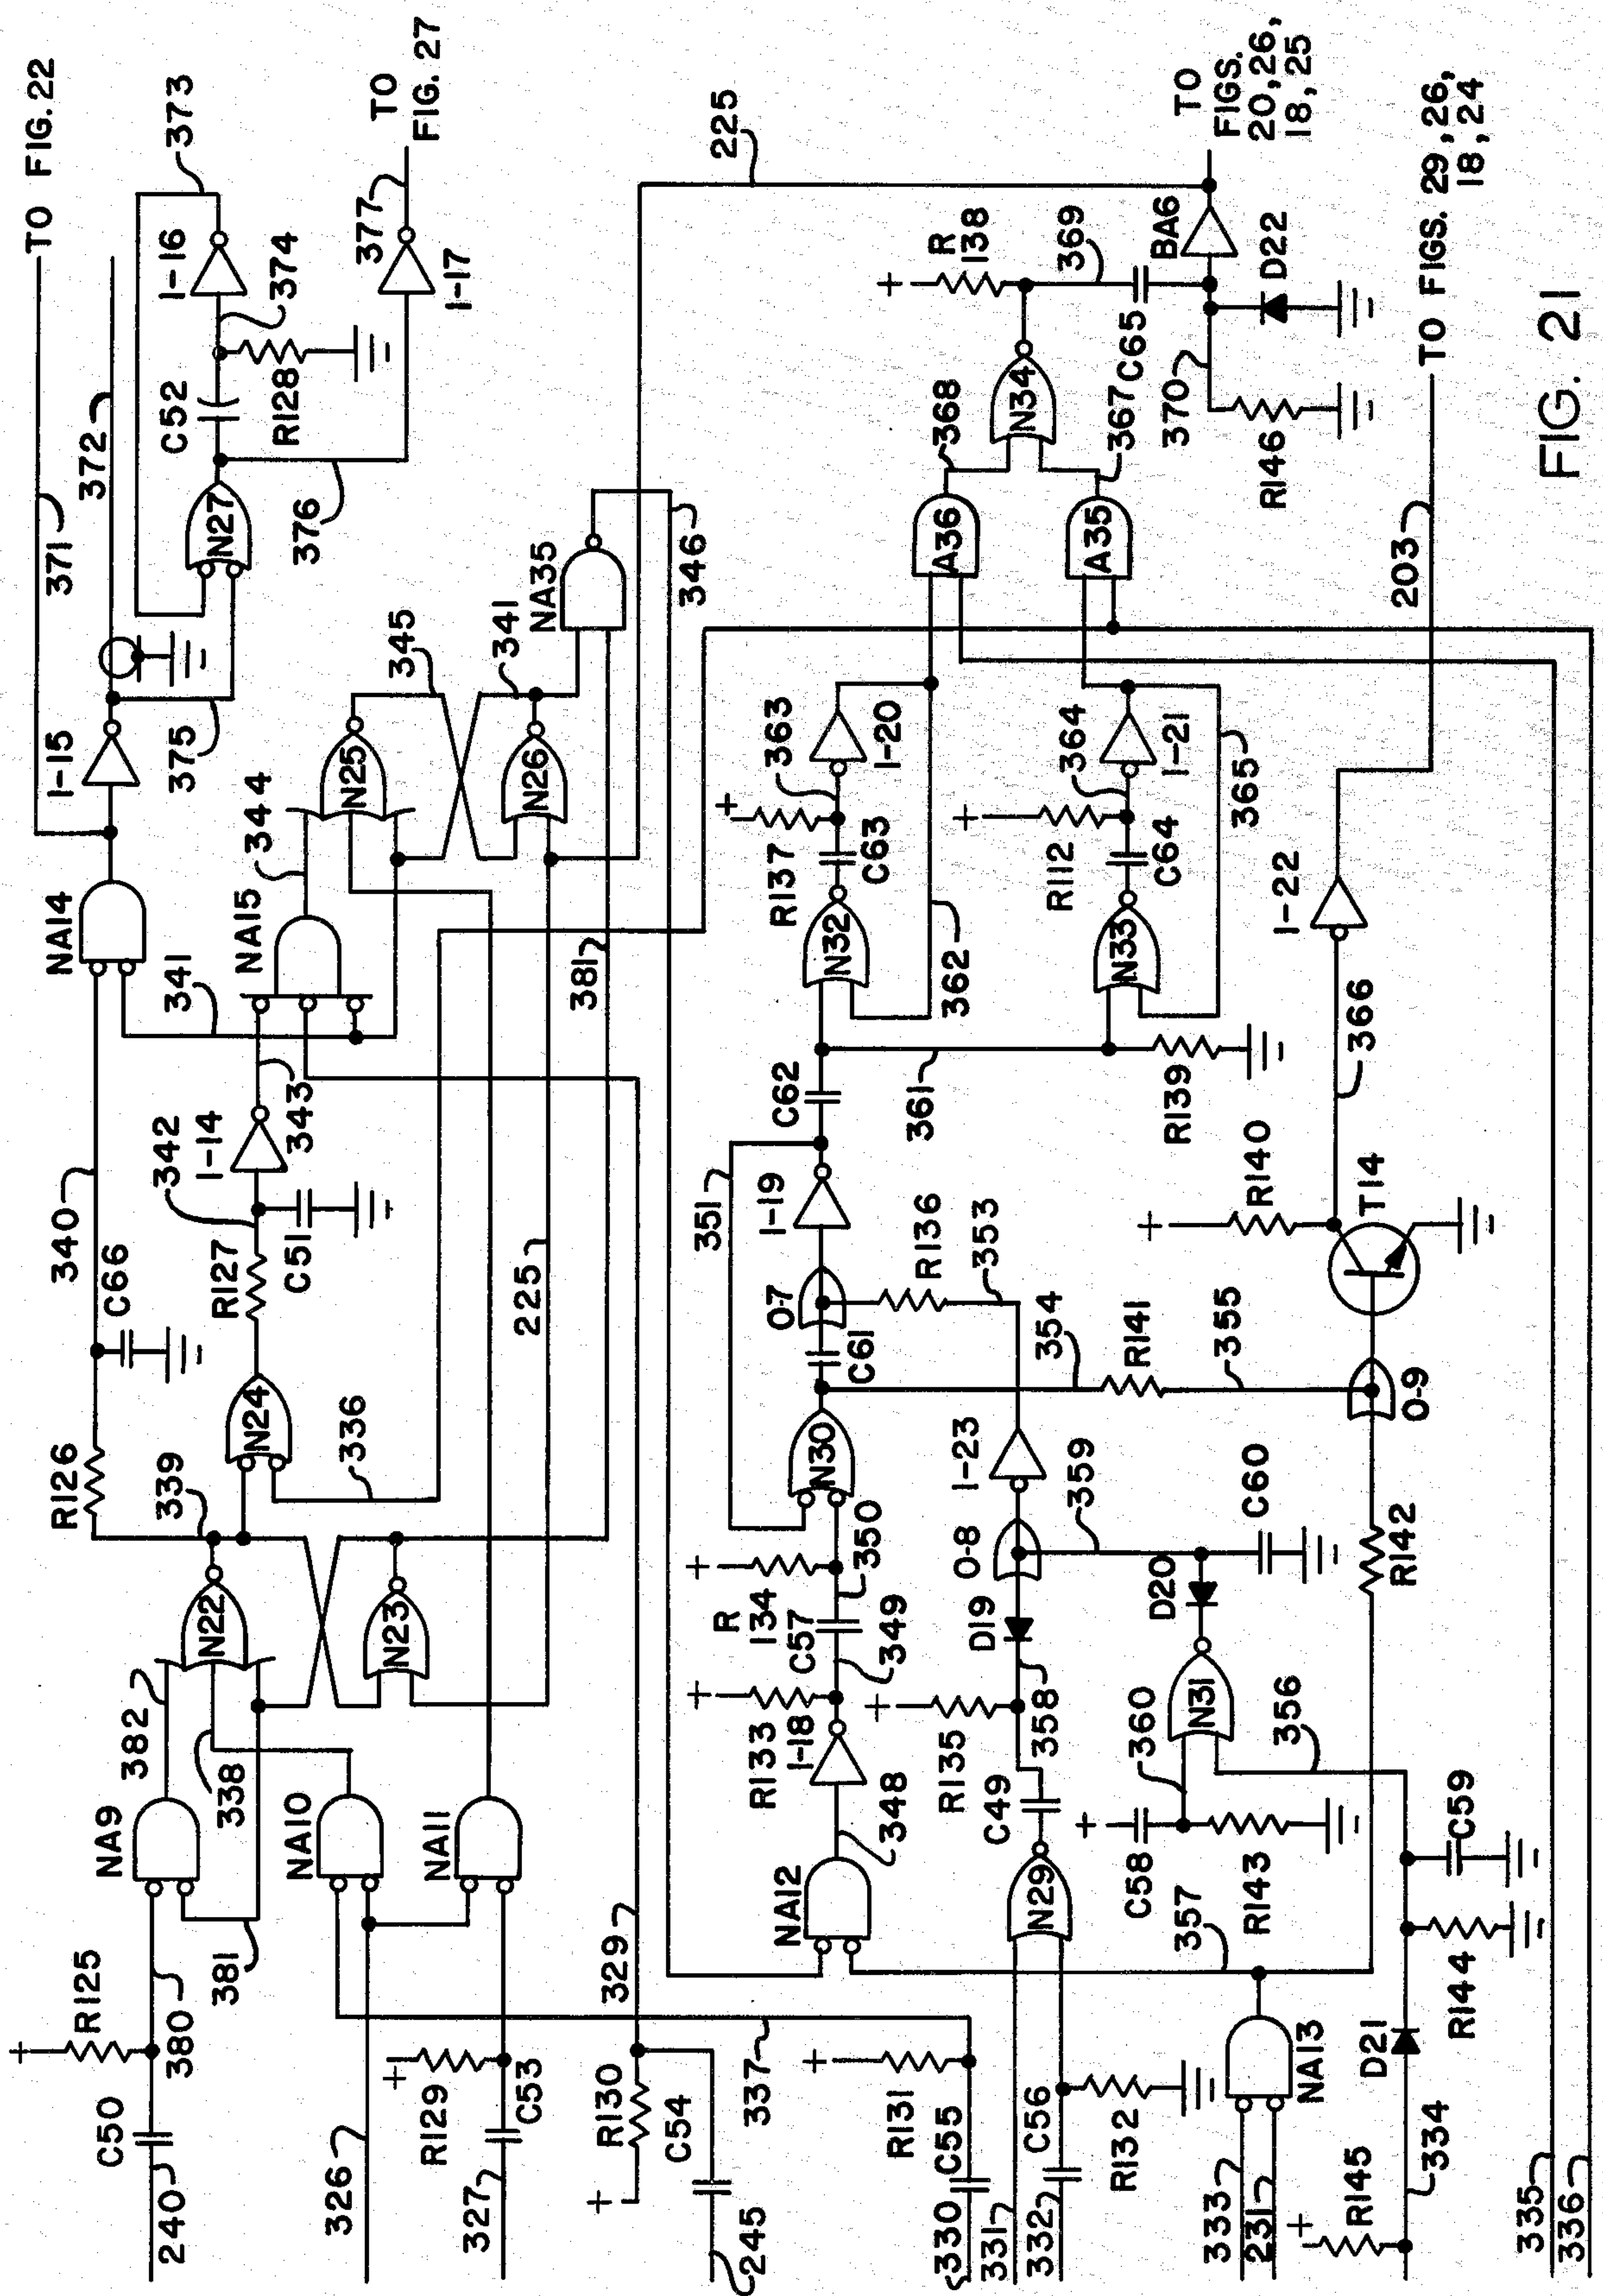 TO FIG. 22
371
372
373
I-16
374
C52
R128
N27
376
377
I-17
TO
FIG. 27
I-15
375
NA14
341
340
C66
R126
339
N22
382
338
NA9
R125
+
C50
380
381
240
N24
336
R127
342
C51
I-14
343
NA15
344
N25
345
N26
341
NA35
346
N23
225
381
NA10
NA11
326
+
R129
C53
327
329
R130
+
C54
245
337
225
+
R131
C55
330
331
C56
332
R132
NA12
348
+
R133
I-18
349
C57
+
R
134
350
N30
351
C61
O-7
I-19
C62
R136
353
361
R139
N32
+
R137
C63
363
I-20
362
N33
+
R112
C64
364
I-21
365
A36
368
A35
367
N34
+
R
138
369
C65
BA6
D22
370
R146
TO
FIGS.
20,26,
18,25
N29
C49
+
R135
358
D19
O-8
I-23
359
D20
C60
354
R141
355
O-9
+
R140
T14
366
I-22
203
TO FIGS. 29,26,
18,24
+
C58
360
R143
N31
356
357
R142
333
231
NA13
+
R145
334
D21
R144
C59
335
336
FIG. 21